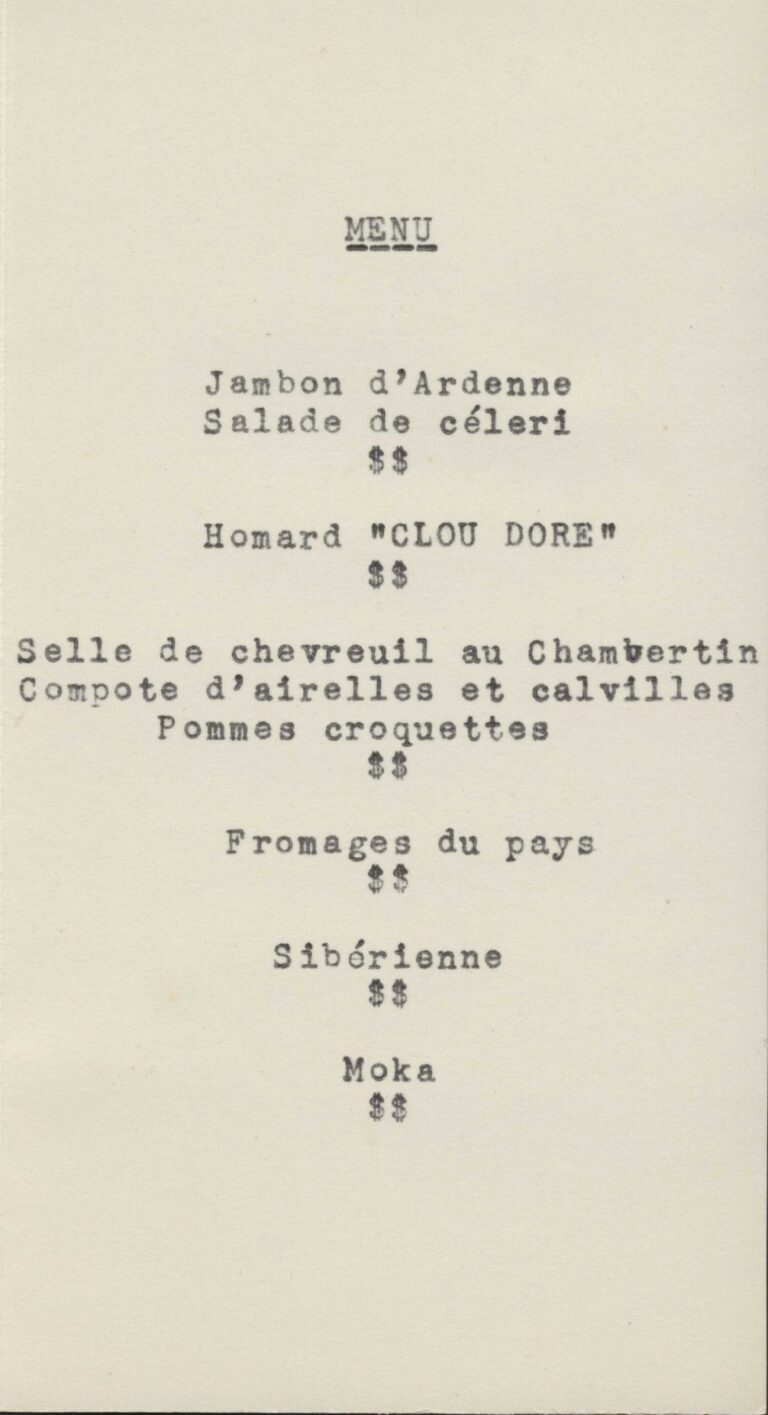 MENU
Jambon d'Ardenne
Salade de céleri
$$
Homard "CLOU DORE"
$$
Selle de chevreuil au Chambertin
Compote d'airelles et calvilles
Pommes croquettes
$$
Fromages du pays
$$
Sibérienne
$$
Moka
$$